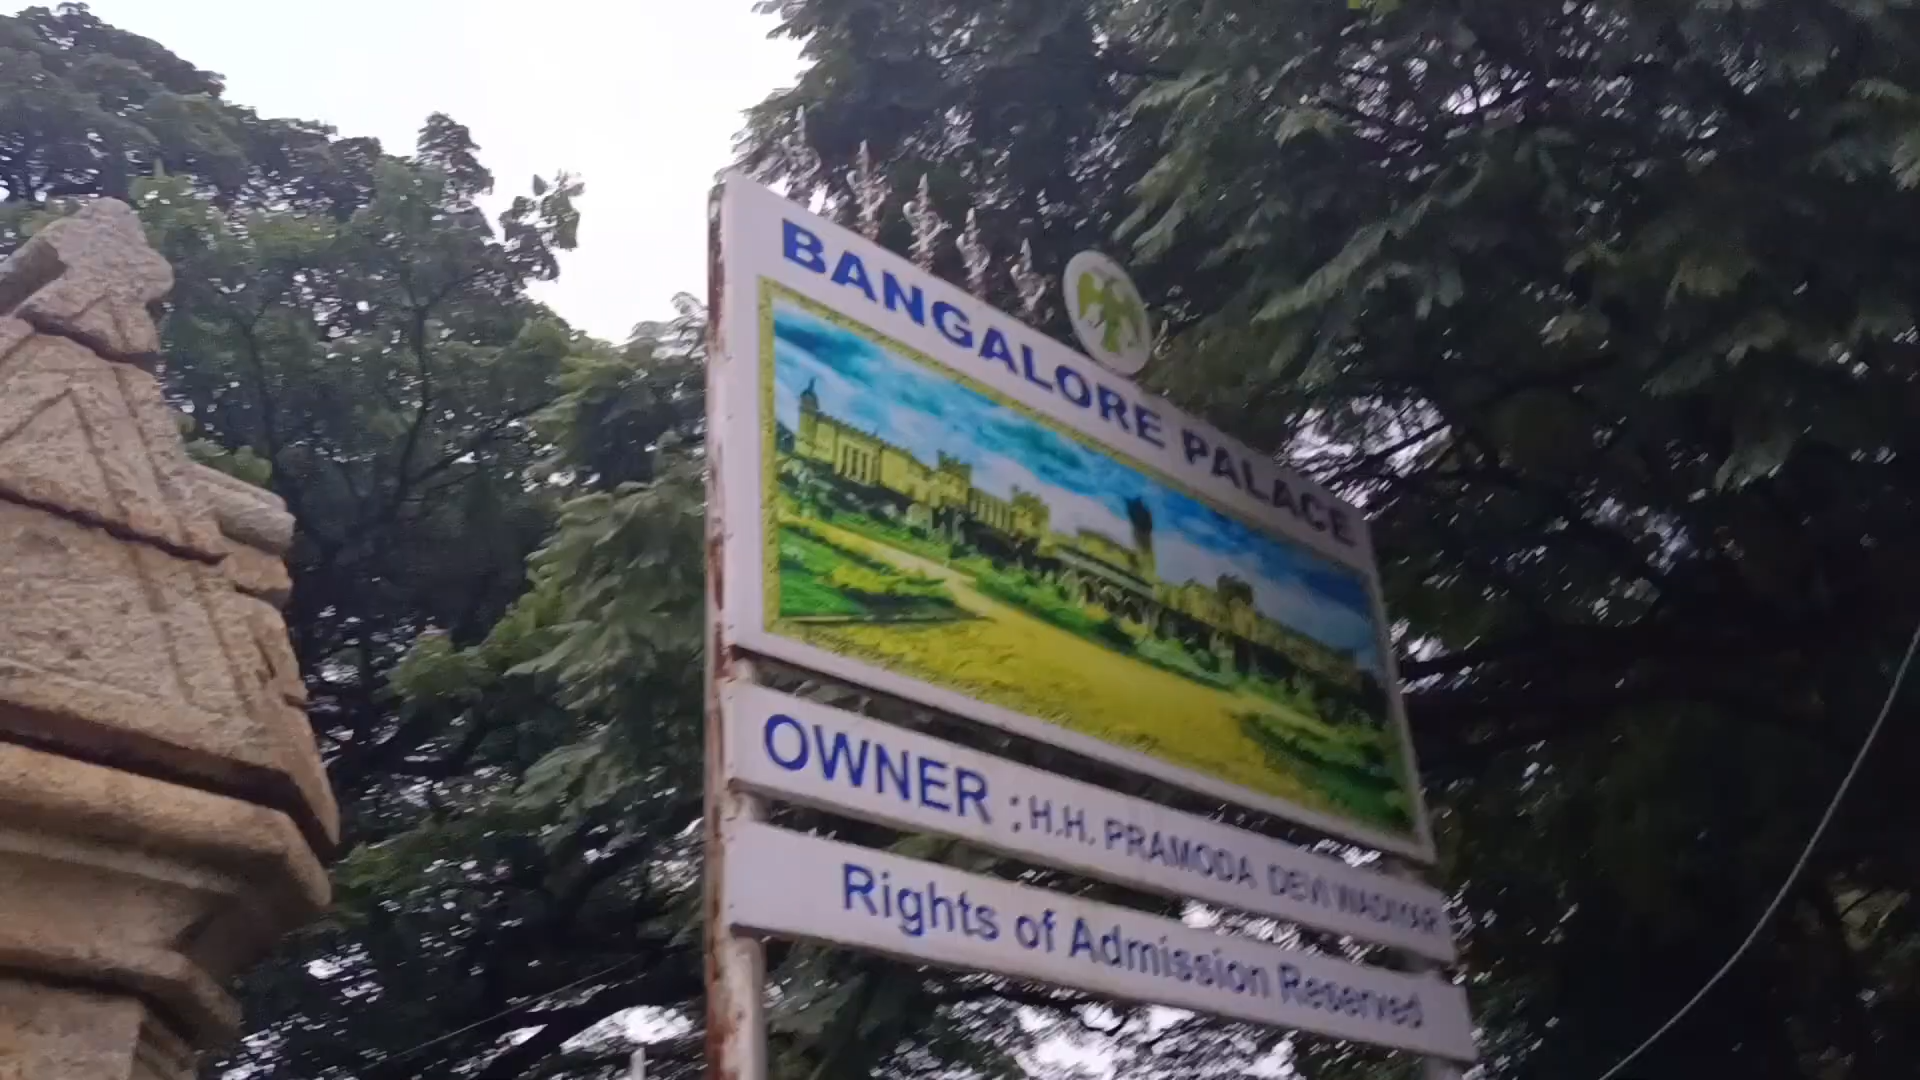 BANGALORE PALACE
OWNER : H.H. PRAMODA DEVI WADIYAR
Rights of Admission Reserved